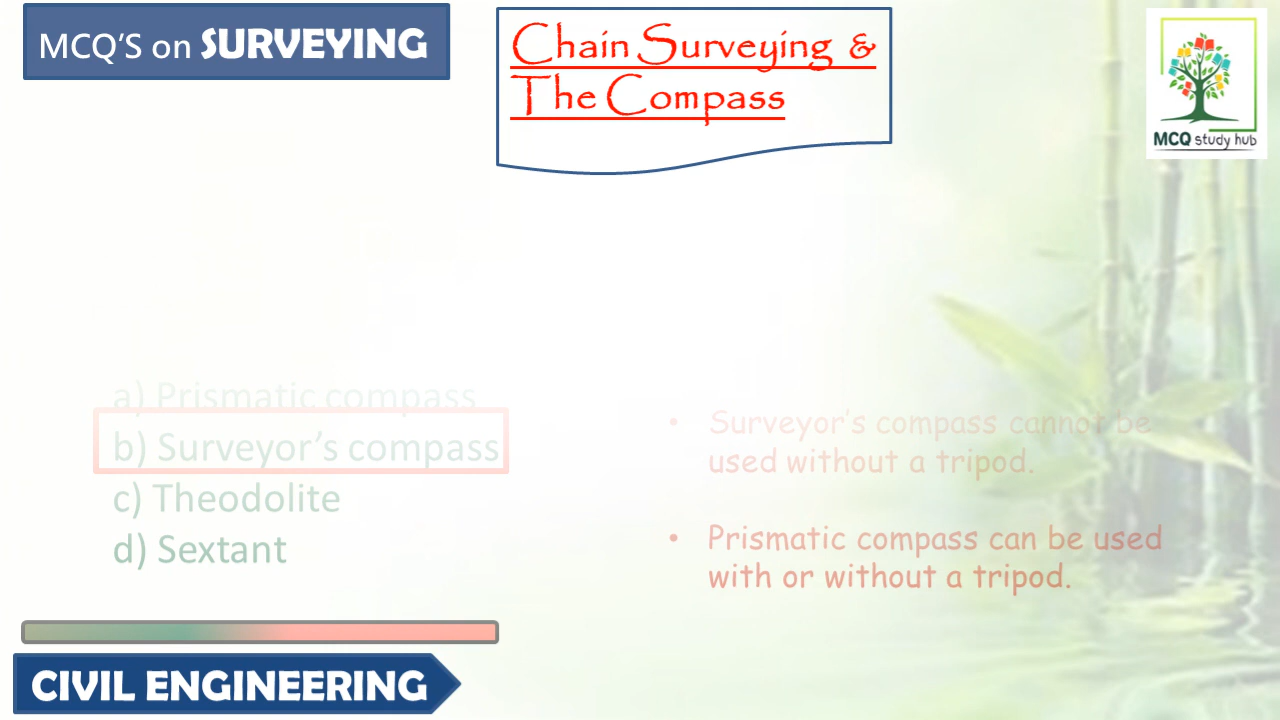 MCQ'S on SURVEYING
Chain Surveying &
The Compass
MCQ study hub
a) Prismatic compass
b) Surveyor's compass
c) Theodolite
d) Sextant
• Surveyor's compass cannot be
used without a tripod.
• Prismatic compass can be used
with or without a tripod.
CIVIL ENGINEERING